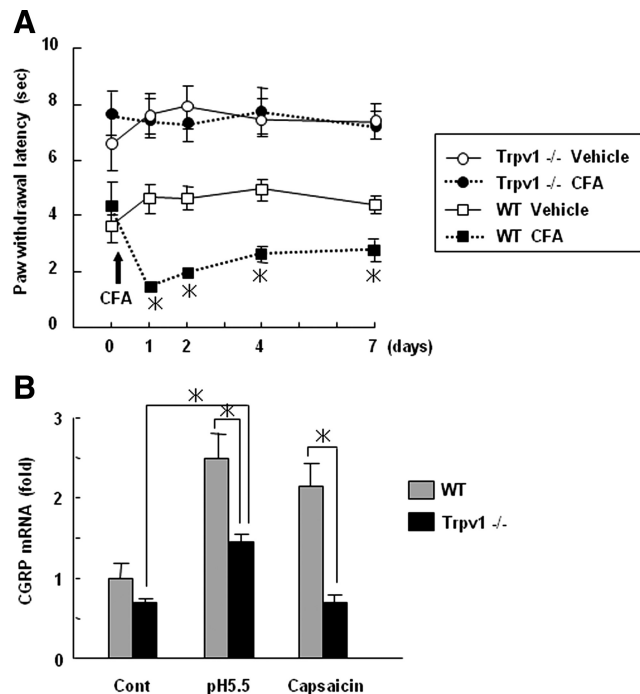 A
Paw withdrawal latency (sec)
10
8
6
4
2
0
CFA
0 1 2 4 7 (days)
Trpv1 -/- Vehicle
Trpv1 -/- CFA
WT Vehicle
WT CFA
B
CGRP mRNA (fold)
3
2
1
0
Cont pH5.5 Capsaicin
WT
Trpv1 -/-